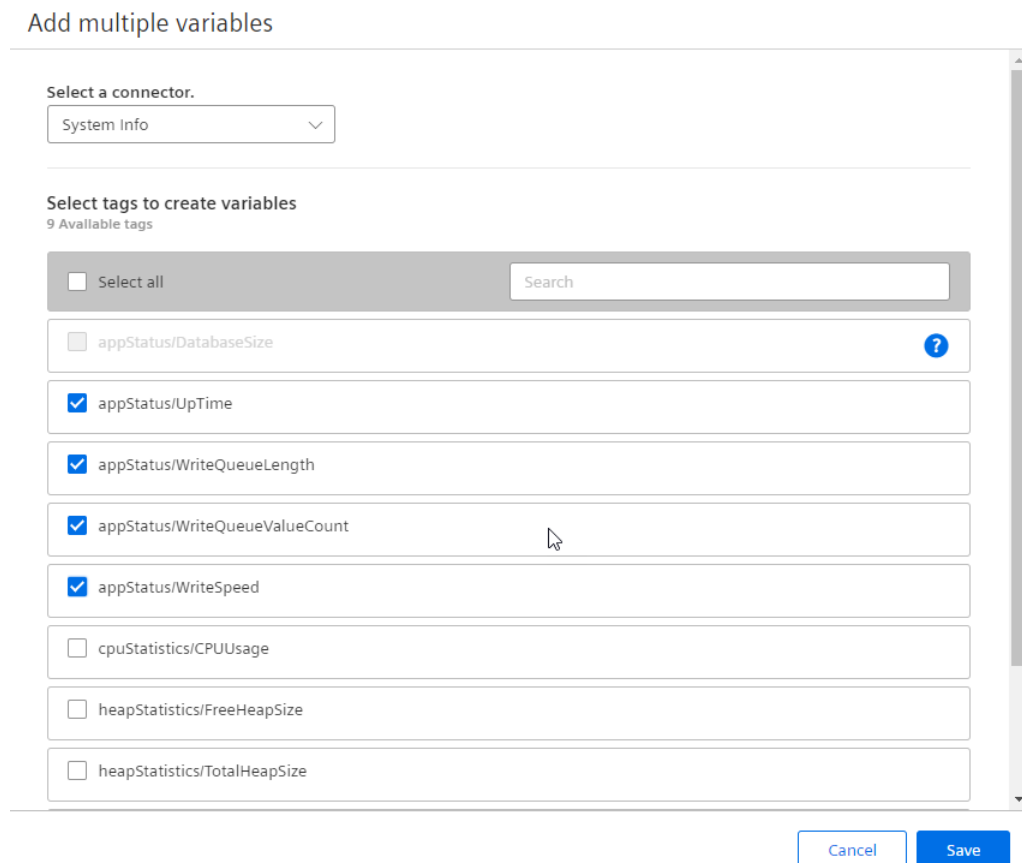 Add multiple variables
Select a connector.
System Info
Select tags to create variables
9 Available tags
Select all
Search
appStatus/DatabaseSize
?
appStatus/UpTime
appStatus/WriteQueueLength
appStatus/WriteQueueValueCount
appStatus/WriteSpeed
cpuStatistics/CPUUsage
heapStatistics/FreeHeapSize
heapStatistics/TotalHeapSize
Cancel
Save